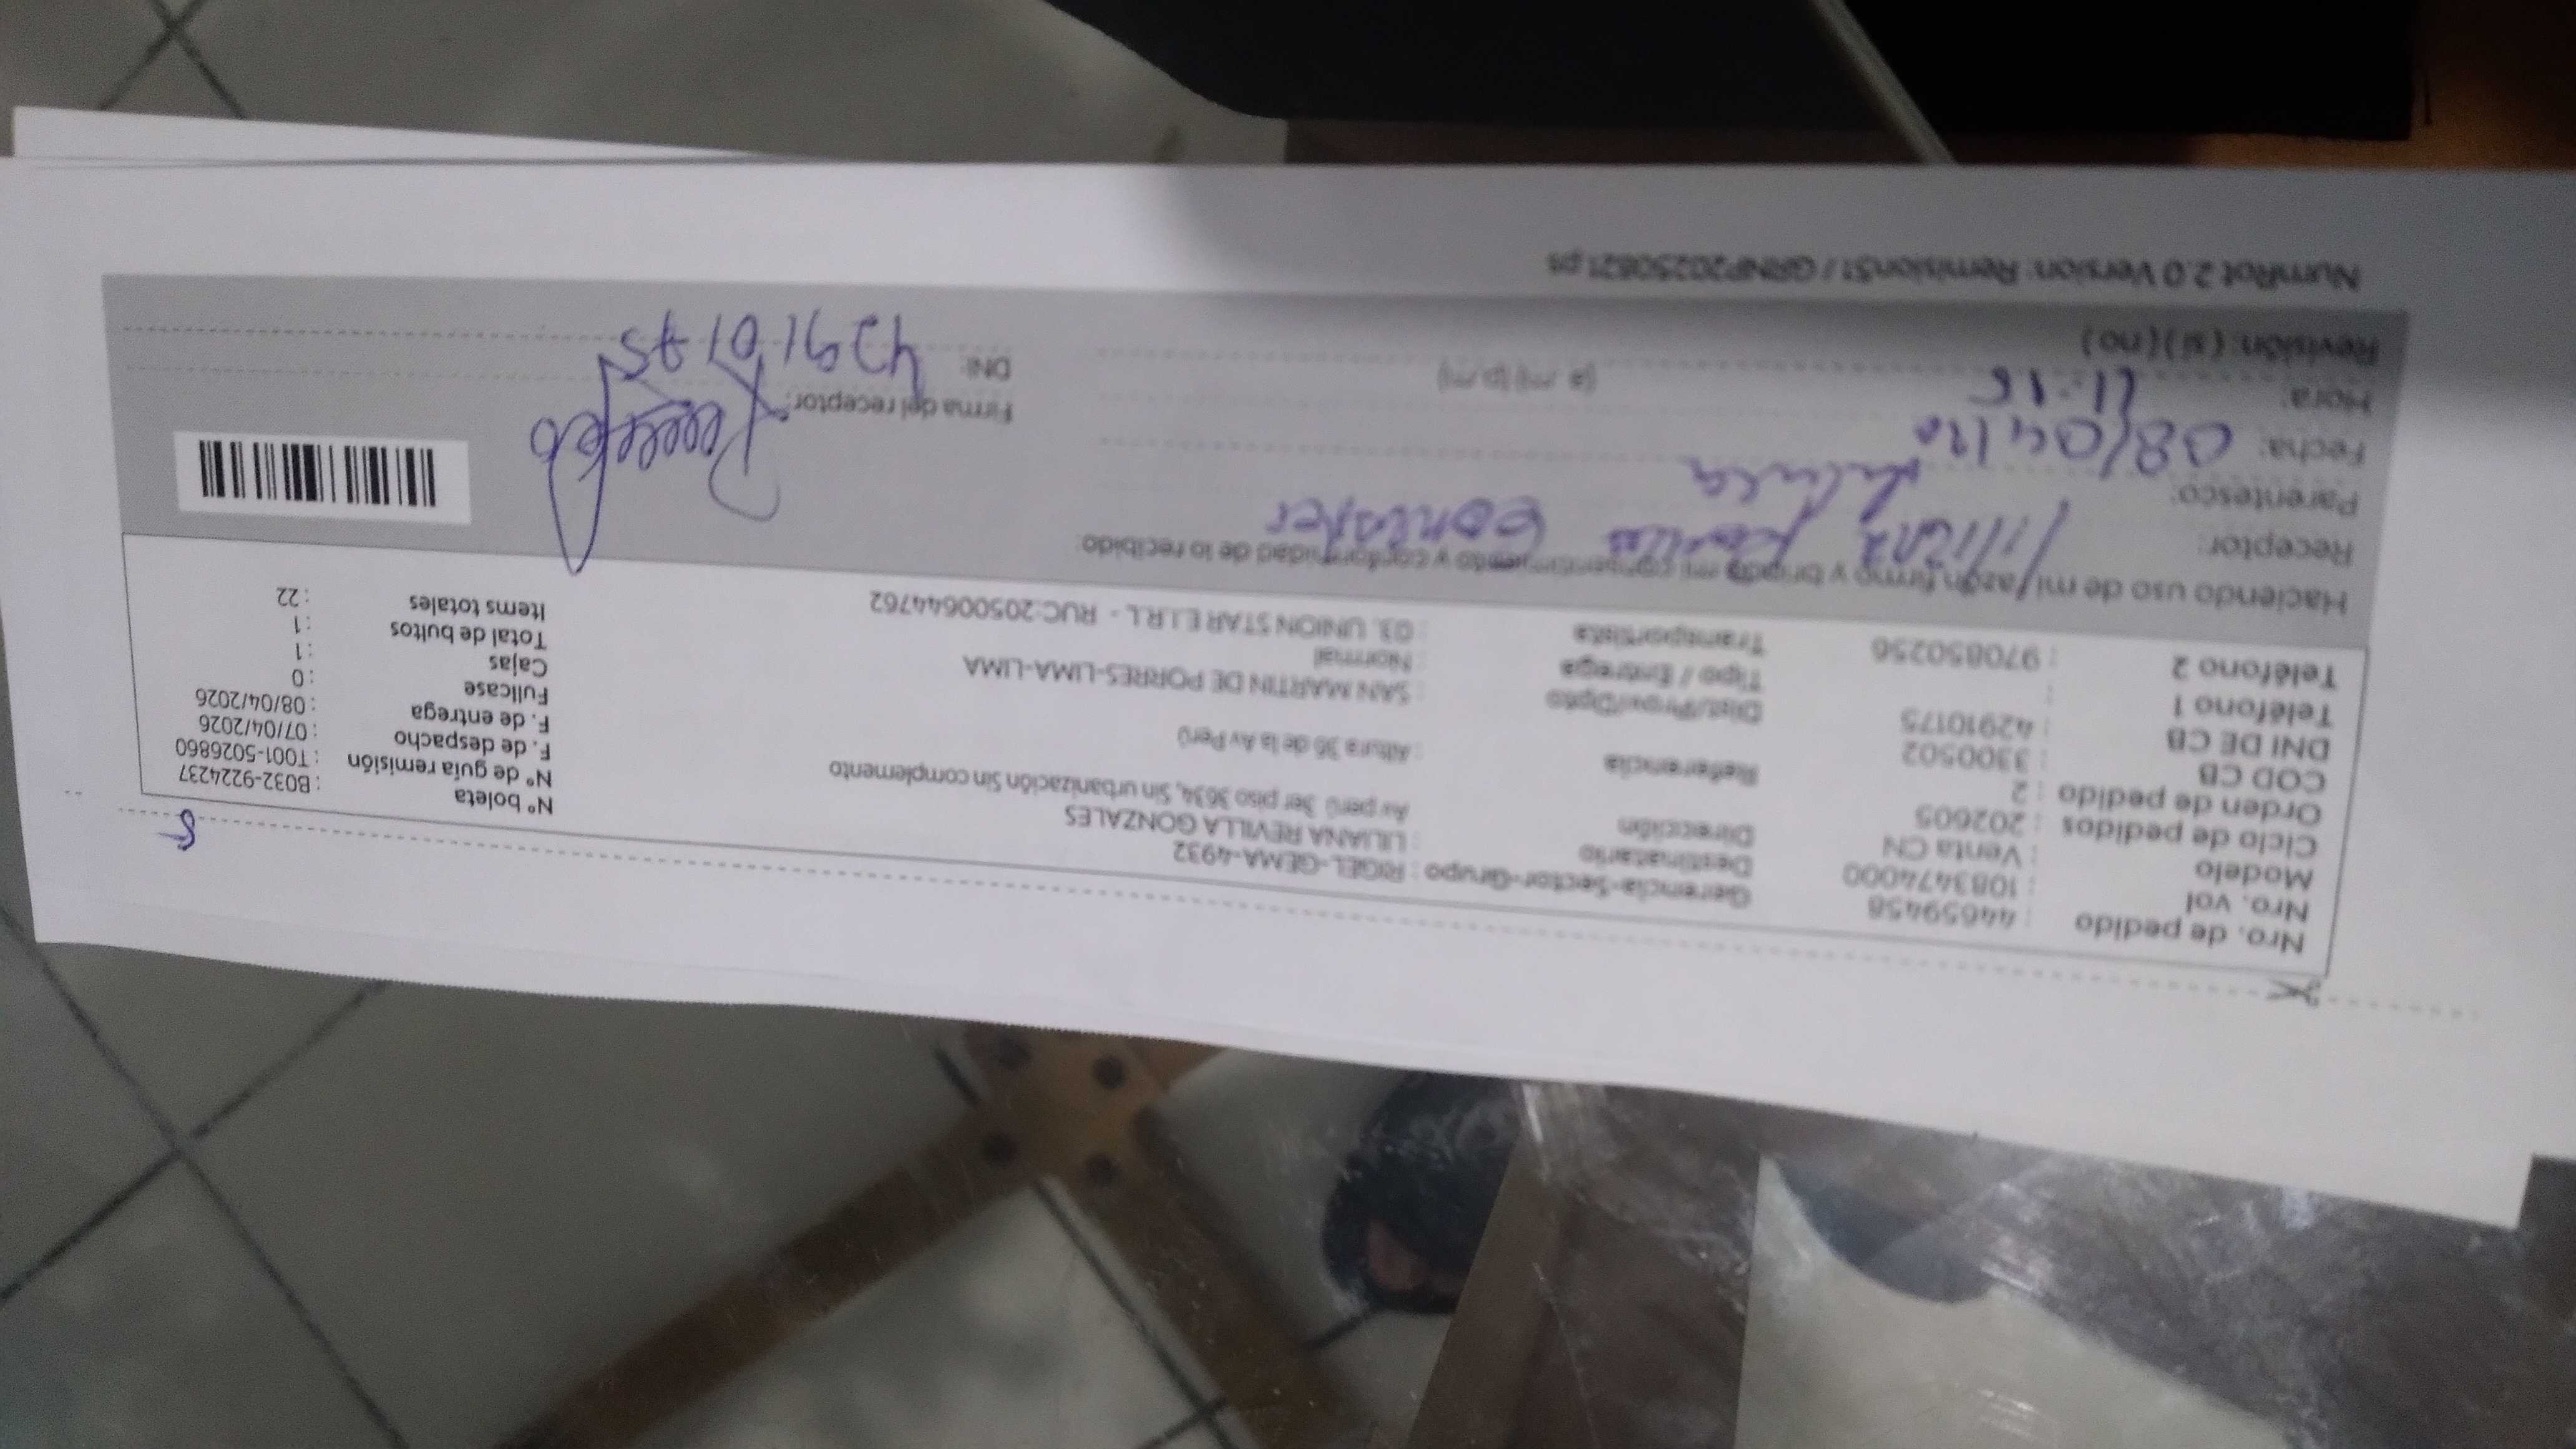 Nro. de pedido : 44659458
Nro. vol : 1083474000
Modelo : Venta CN
Ciclo de pedidos : 202605
Orden de pedido : 2
COD CB : 3300502
DNI DE CB : 42910175
Teléfono 1 :
Teléfono 2 : 970850256
Gerencia-Sector-Grupo : RIGEL-GEMA-4932
Destinatario : LILIANA REVILLA GONZALES
Dirección : Av perú 3er piso 3634, Sin urbanización Sin complemento
Referencia : Altura 36 de la Av Perú
Dist/Prov/Dpto : SAN MARTIN DE PORRES-LIMA-LIMA
Tipo / Entrega : Normal
Transportista : 03. UNION STAR E.I.R.L - RUC:20500644762
Nº boleta : B032-9224237
Nº de guía remisión : T001-5026860
F. de despacho : 07/04/2026
F. de entrega : 08/04/2026
Fullcase : 0
Cajas : 1
Total de bultos : 1
Items totales : 22
Haciendo uso de mi razón firmo y brindo mi consentimiento y conformidad de lo recibido:
Receptor:
Parentesco:
Fecha: 08/04/
Hora: 11:15 (a m) (p m)
Revisión: (si) (no)
Firma del receptor:
DNI: 42910175
NumRot 2.0 Version: Remision51 / GRNP20250621.ps